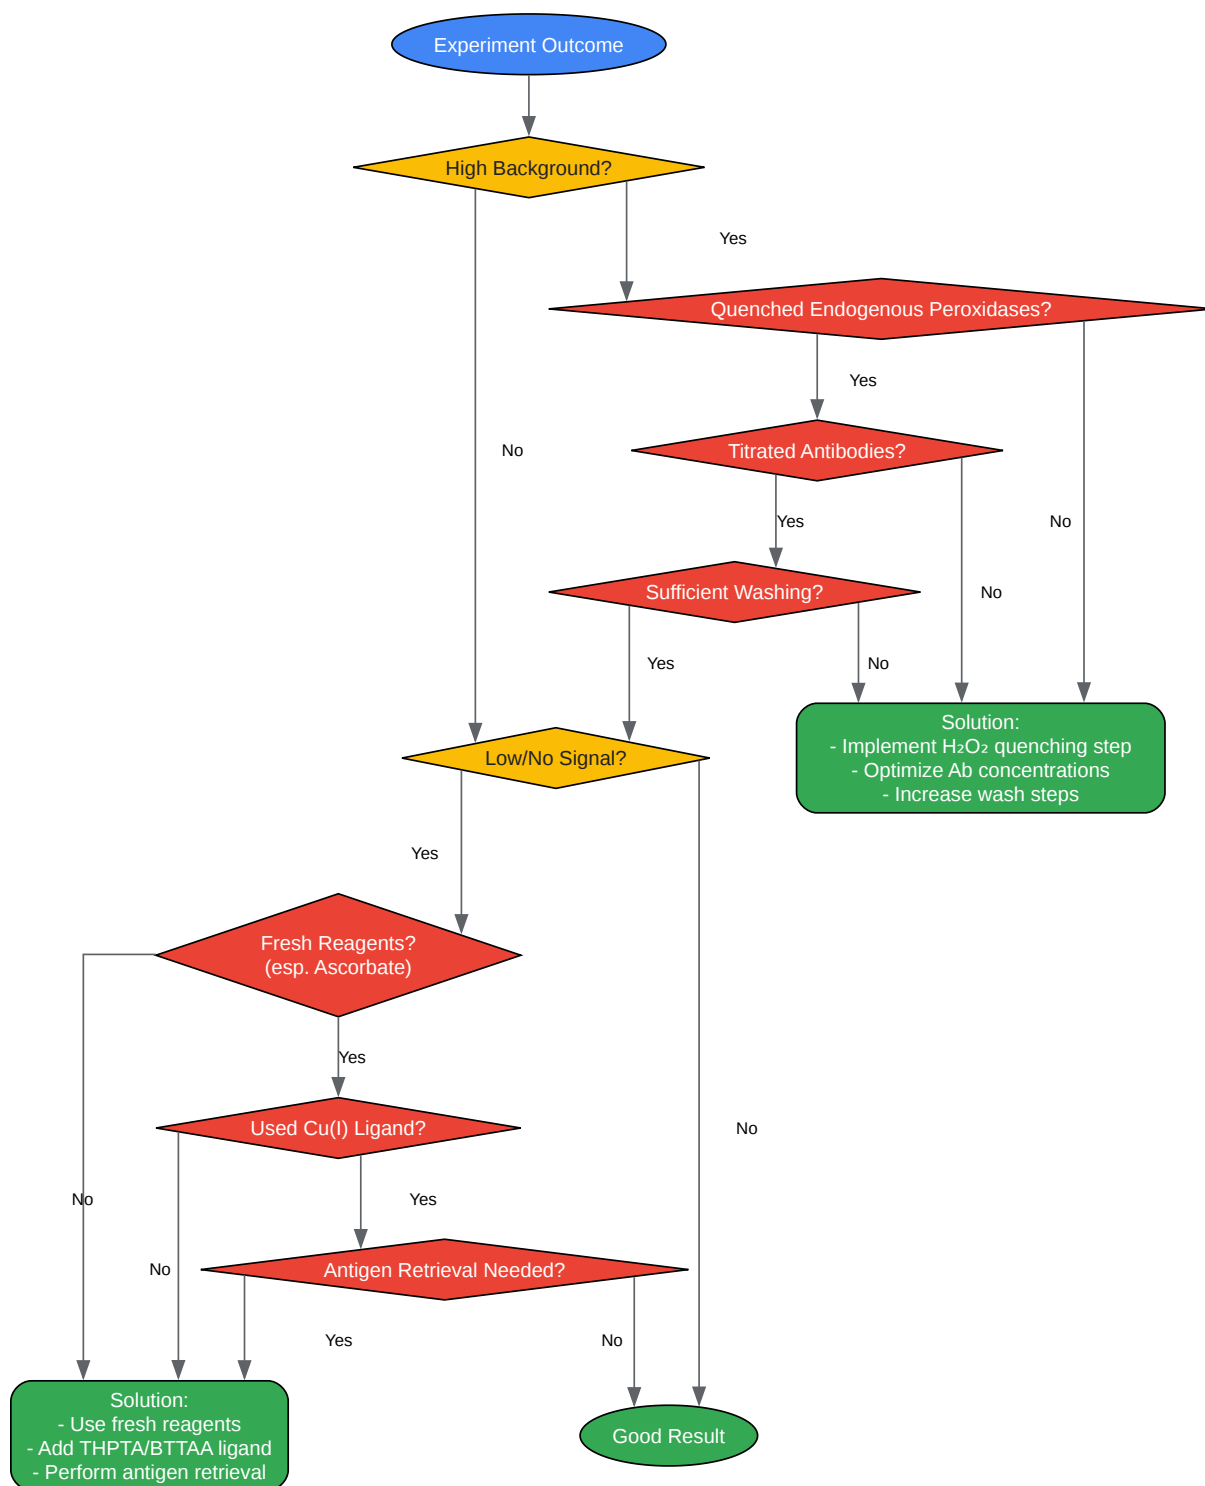 Experiment Outcome
High Background?
Yes
Quenched Endogenous Peroxidases?
Yes
No
Titrated Antibodies?
Yes
No
No
Sufficient Washing?
Yes
No
Solution:
- Implement H₂O₂ quenching step
- Optimize Ab concentrations
- Increase wash steps
Low/No Signal?
Yes
Fresh Reagents?
(esp. Ascorbate)
Yes
Used Cu(I) Ligand?
No
No
Yes
Antigen Retrieval Needed?
No
Yes
No
Solution:
- Use fresh reagents
- Add THPTA/BTTAA ligand
- Perform antigen retrieval
Good Result